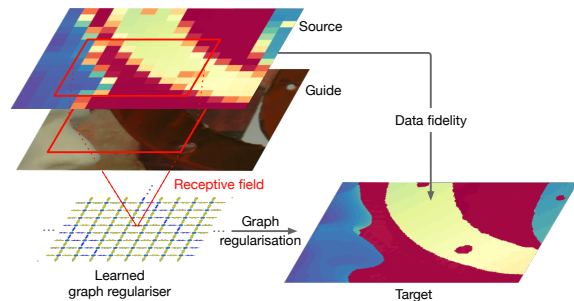 Source
Guide
Data fidelity
Receptive field
Graph
regularisation
Learned
graph regulariser
Target